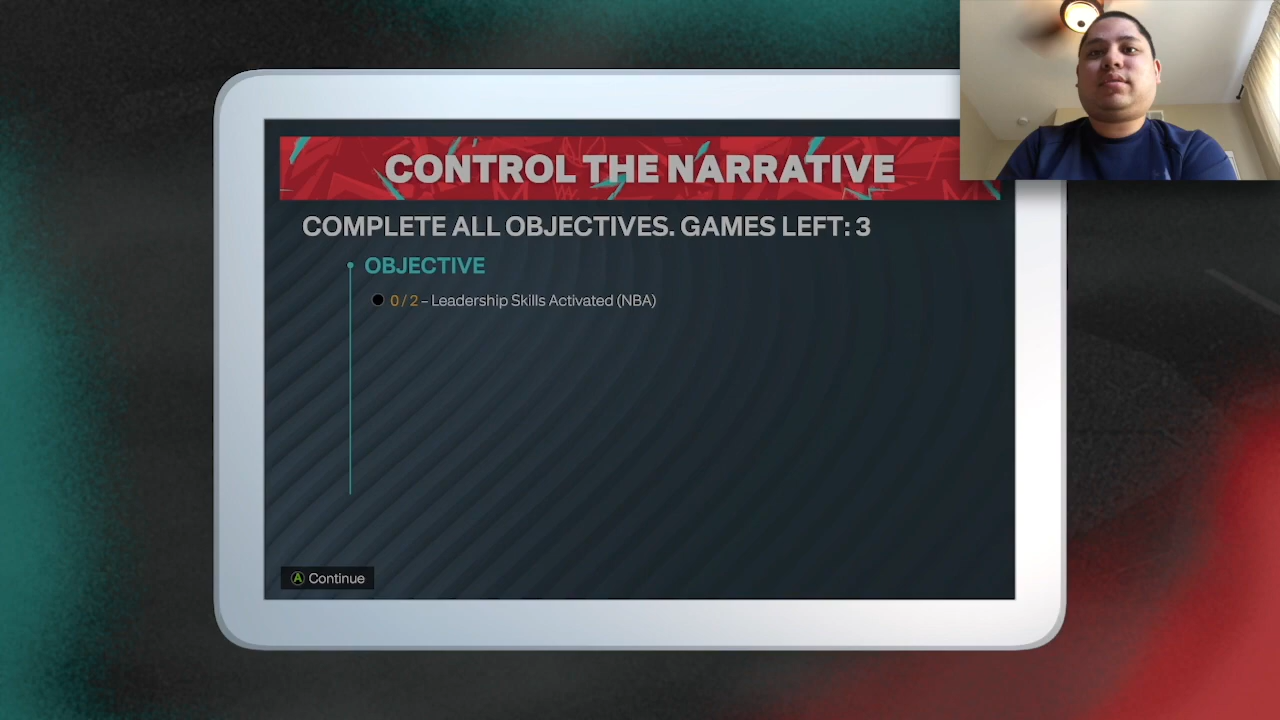 CONTROL THE NARRATIVE
COMPLETE ALL OBJECTIVES. GAMES LEFT: 3
OBJECTIVE
0 / 2 – Leadership Skills Activated (NBA)
A Continue